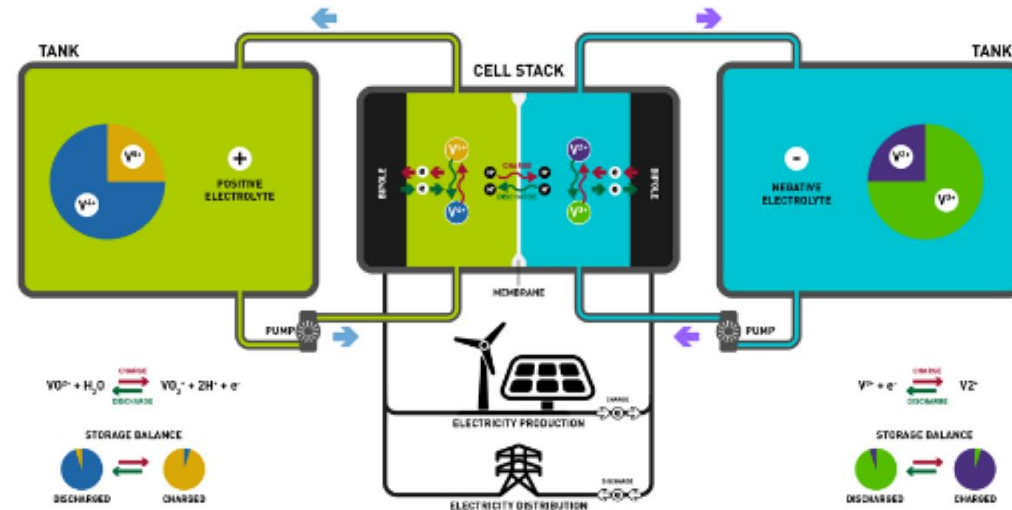 TANK
CELL STACK
TANK
V⁵⁺
V⁴⁺
+
POSITIVE
ELECTROLYTE
BIPOLE
V⁵⁺
V⁴⁺
CHARGE
DISCHARGE
V²⁺
V³⁺
BIPOLE
-
NEGATIVE
ELECTROLYTE
V²⁺
V³⁺
MEMBRANE
PUMP
PUMP
VO²⁺ + H₂O
CHARGE
DISCHARGE
VO₂⁺ + 2H⁺ + e⁻
V³⁺ + e⁻
CHARGE
DISCHARGE
V2⁺
CHARGE
ELECTRICITY PRODUCTION
STORAGE BALANCE
DISCHARGED
CHARGED
DISCHARGE
ELECTRICITY DISTRIBUTION
STORAGE BALANCE
DISCHARGED
CHARGED